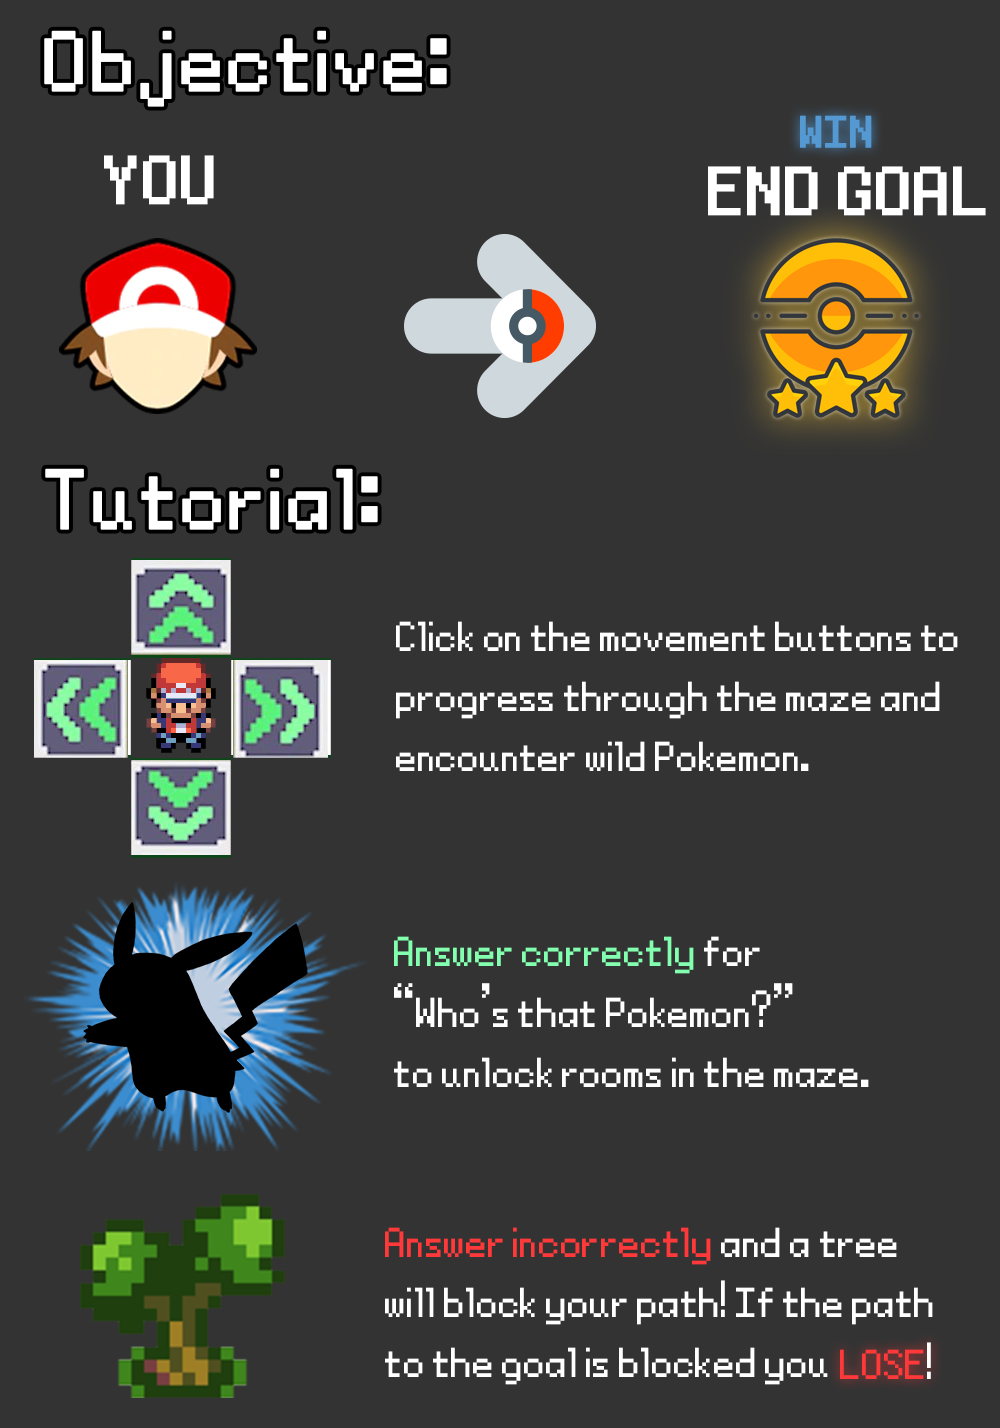 Objective:
YOU
WIN
END GOAL
Tutorial:
Click on the movement buttons to
progress through the maze and
encounter wild Pokemon.
Answer correctly for
“Who’s that Pokemon?”
to unlock rooms in the maze.
Answer incorrectly and a tree
will block your path! If the path
to the goal is blocked you LOSE!